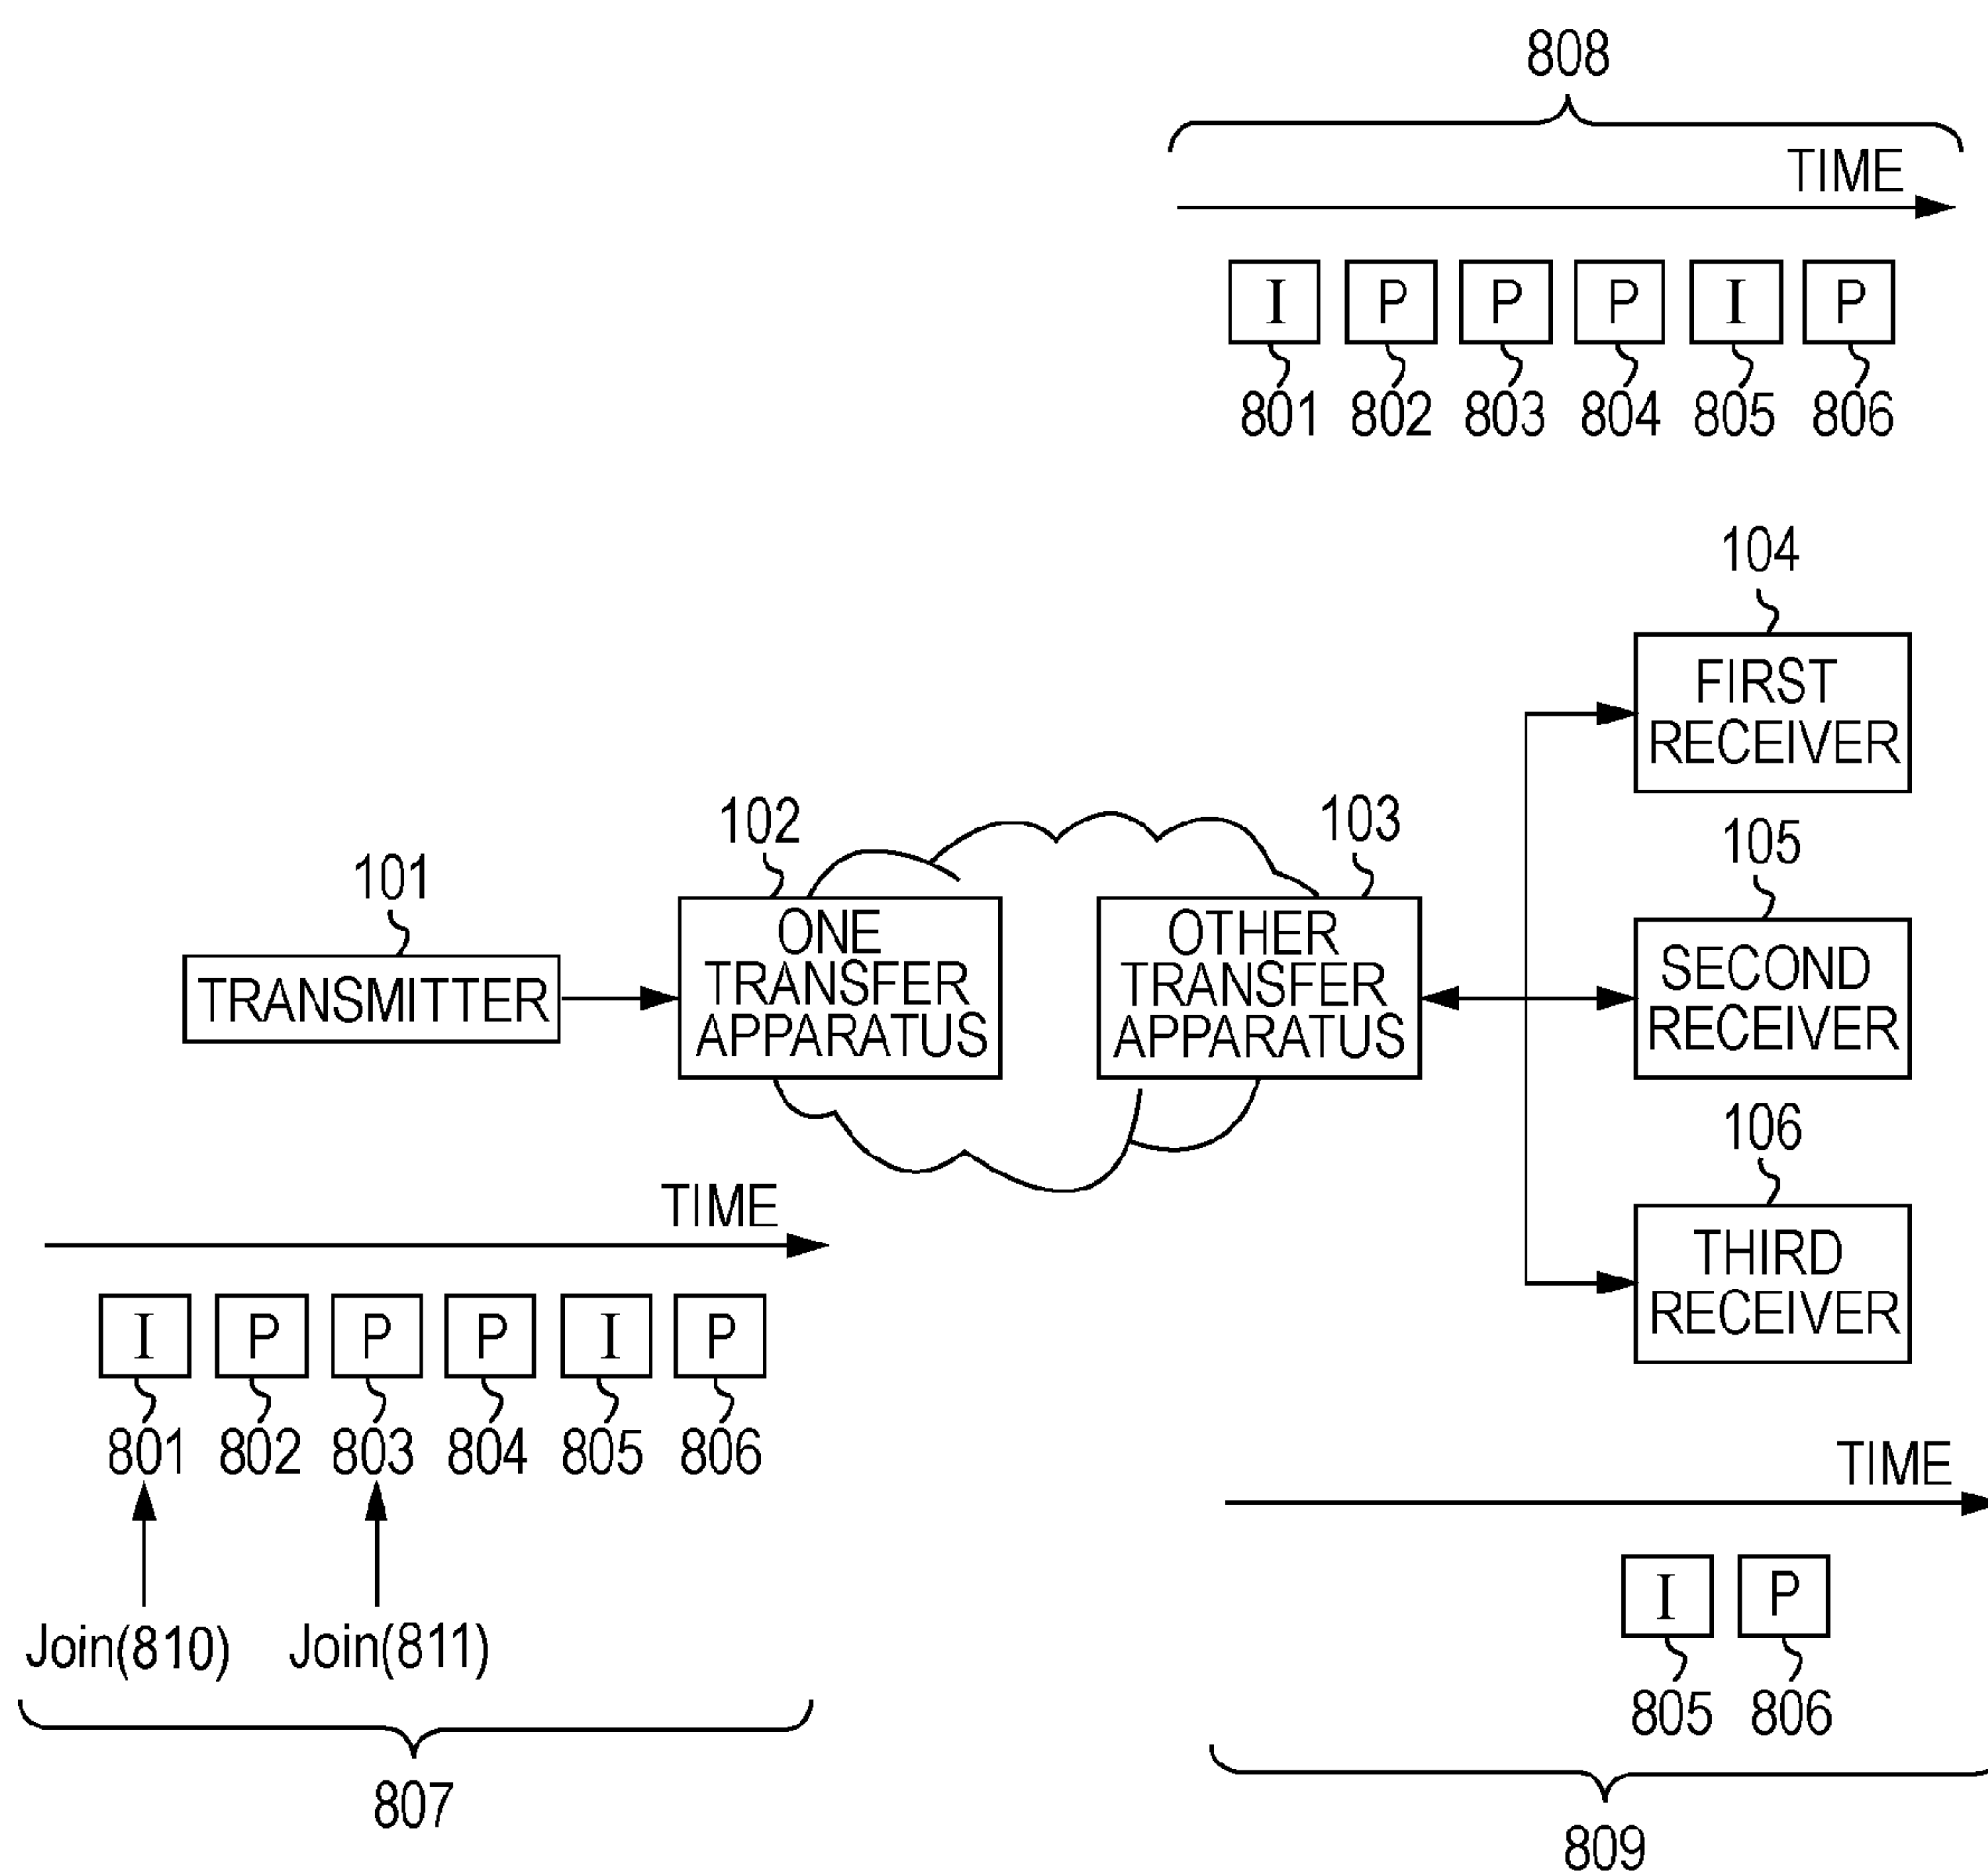 808
TIME
I P P P I P
801 802 803 804 805 806
104
FIRST
RECEIVER
102
103
105
101
ONE
TRANSFER
APPARATUS
OTHER
TRANSFER
APPARATUS
SECOND
RECEIVER
TRANSMITTER
106
TIME
THIRD
RECEIVER
I P P P I P
801 802 803 804 805 806
TIME
Join(810) Join(811)
I P
805 806
807
809